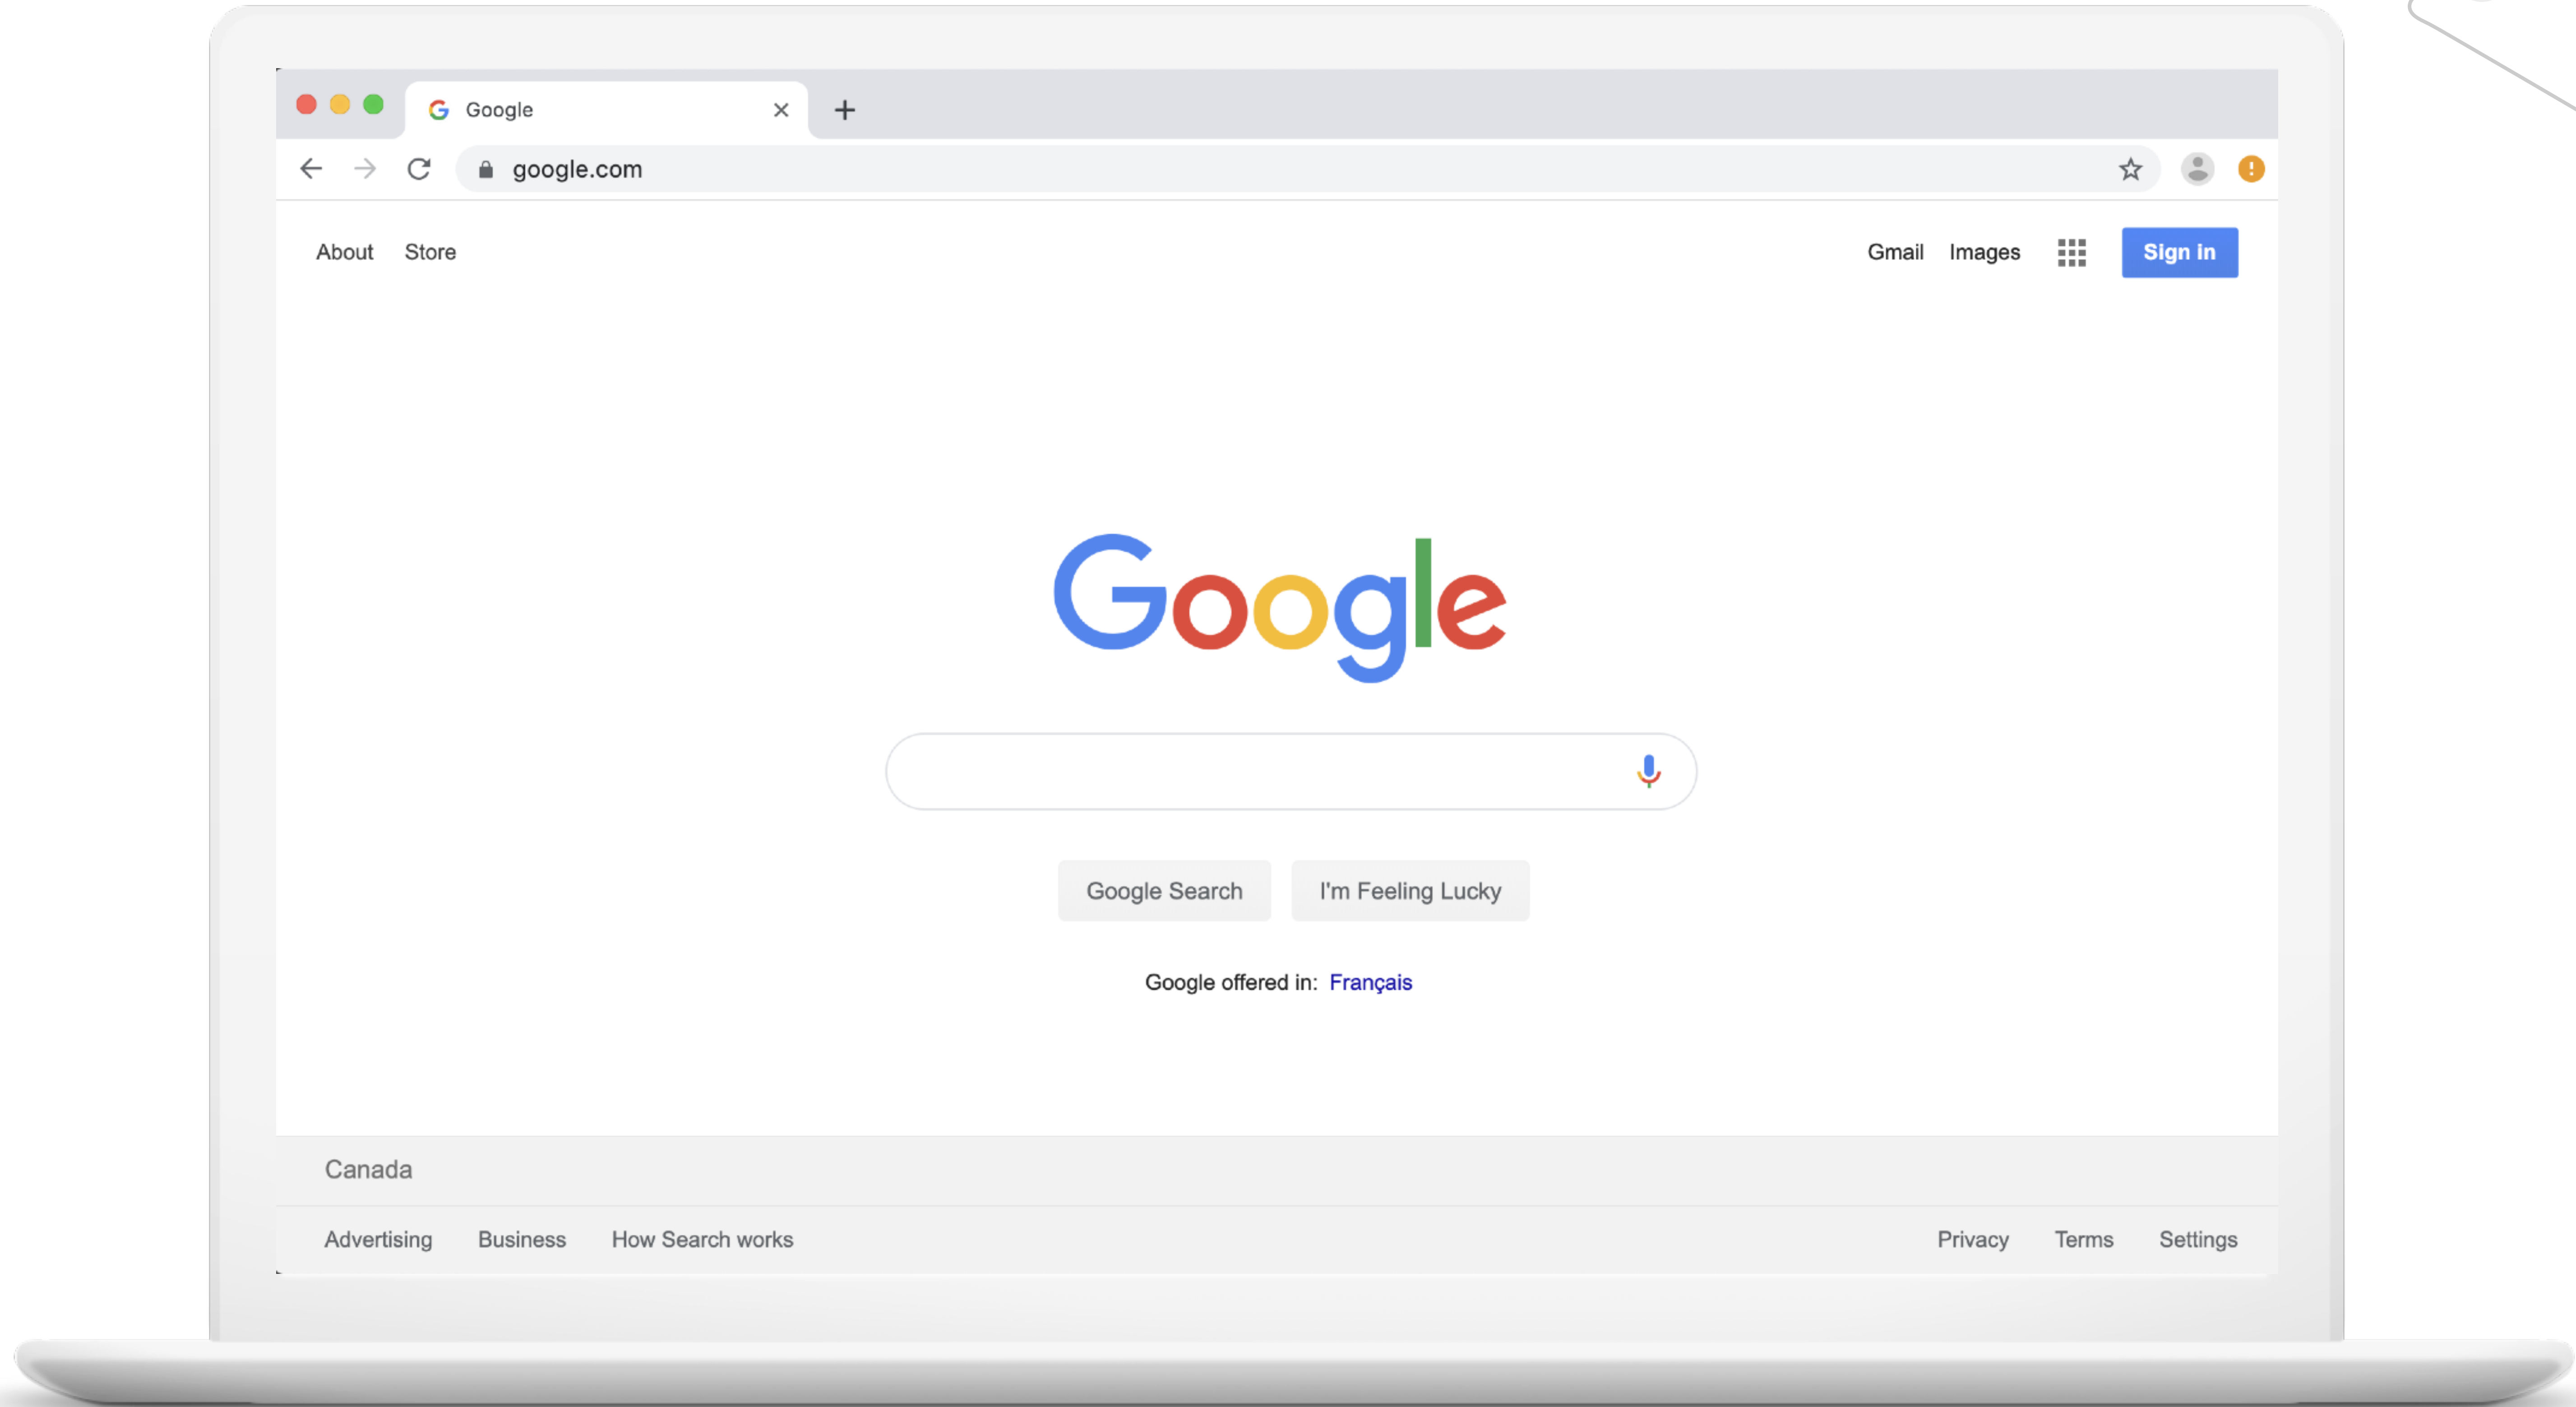 Google
google.com
About Store Gmail Images Sign in
Google
Google Search I'm Feeling Lucky
Google offered in: Français
Canada
Advertising Business How Search works Privacy Terms Settings